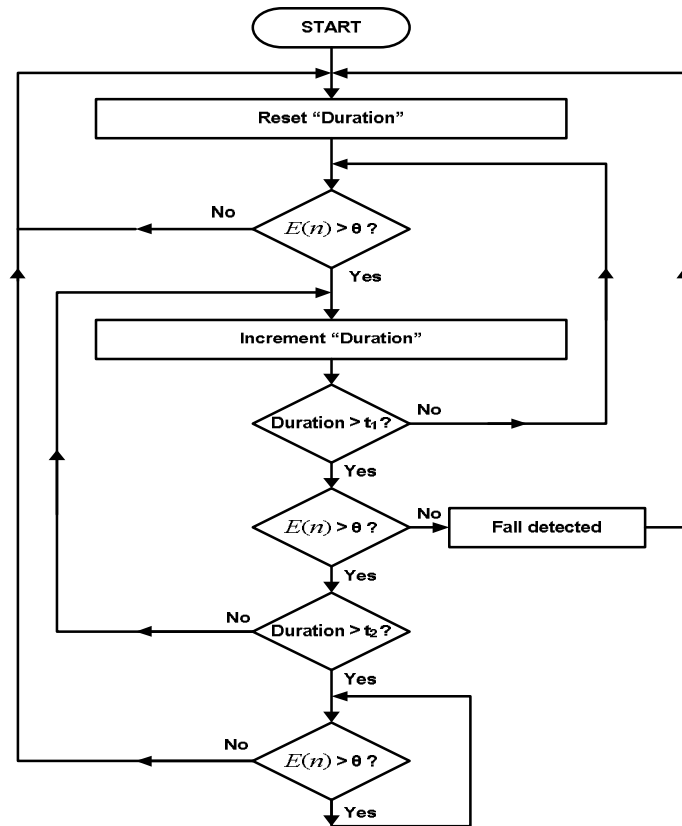 START
Reset “Duration”
No
E(n) > θ ?
Yes
Increment “Duration”
Duration > t₁ ?
No
Yes
E(n) > θ ?
No
Fall detected
Yes
No
Duration > t₂ ?
Yes
No
E(n) > θ ?
Yes